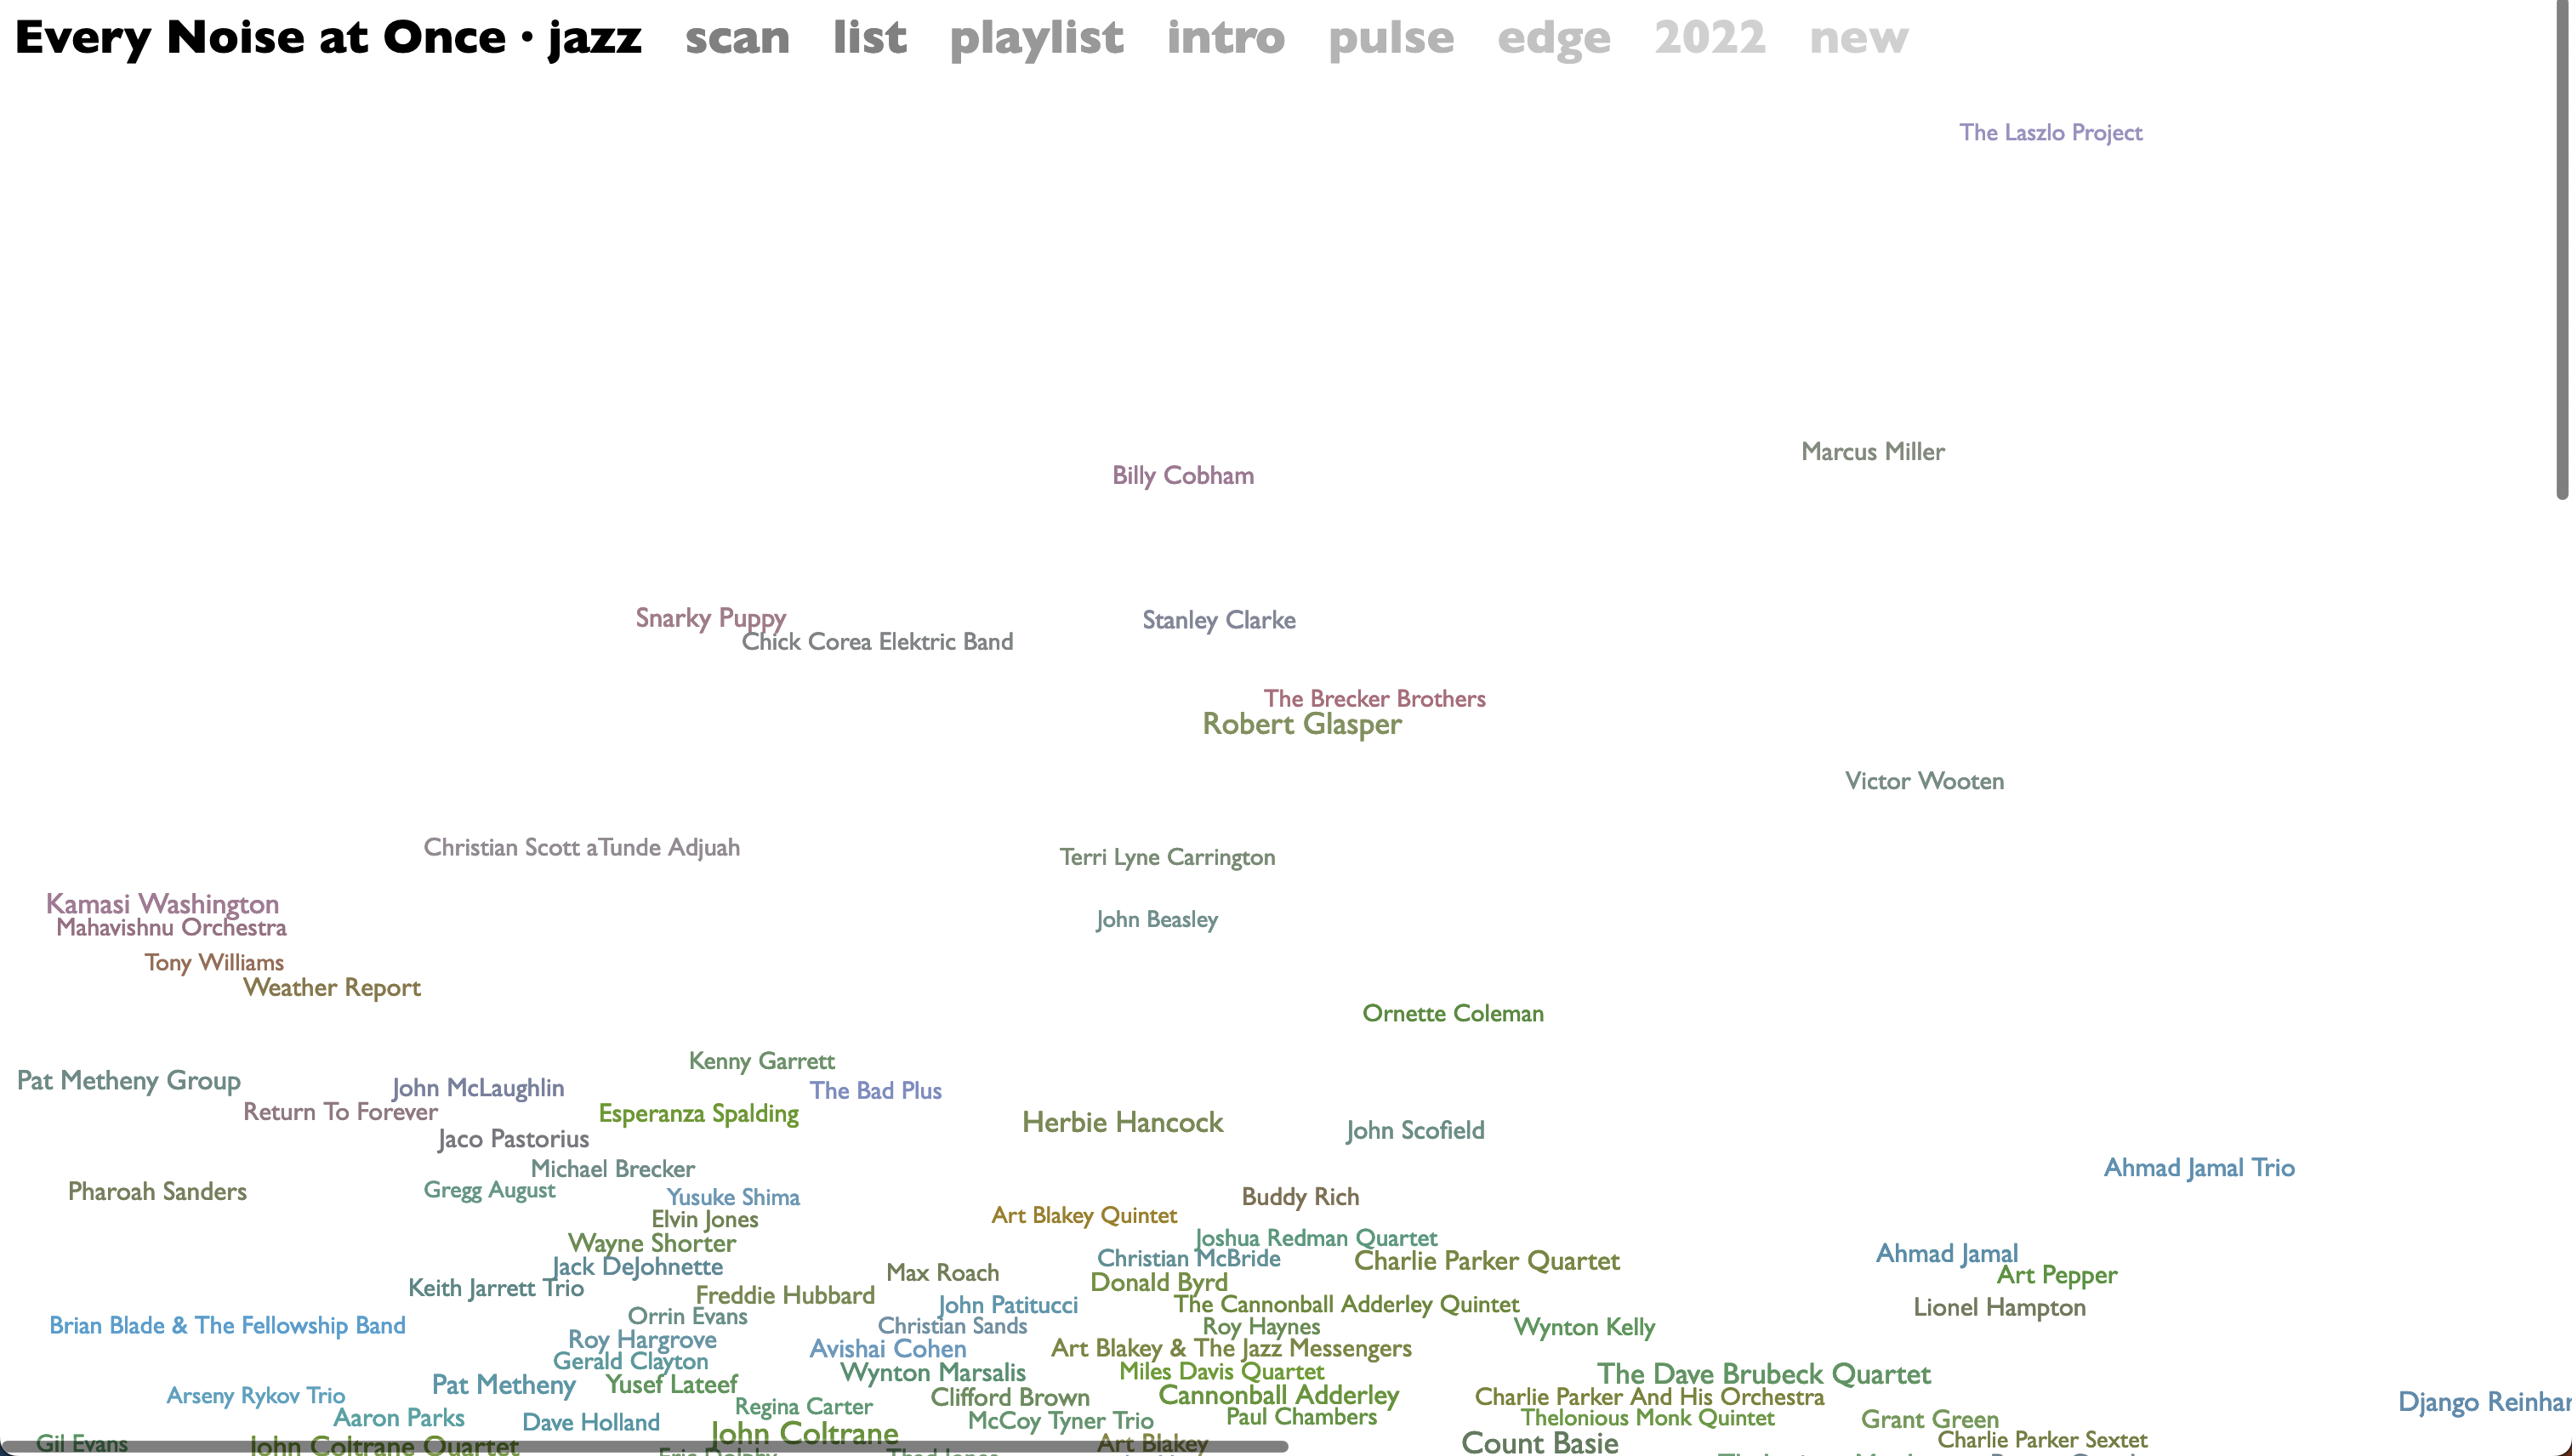 Every Noise at Once · jazz scan list playlist intro pulse edge 2022 new
The Laszlo Project
Marcus Miller
Billy Cobham
Snarky Puppy
Stanley Clarke
Chick Corea Elektric Band
The Brecker Brothers
Robert Glasper
Victor Wooten
Christian Scott aTunde Adjuah
Terri Lyne Carrington
Kamasi Washington
John Beasley
Mahavishnu Orchestra
Tony Williams
Weather Report
Ornette Coleman
Kenny Garrett
Pat Metheny Group
John McLaughlin
The Bad Plus
Return To Forever
Esperanza Spalding
Herbie Hancock
John Scofield
Jaco Pastorius
Michael Brecker
Ahmad Jamal Trio
Pharoah Sanders
Gregg August
Yusuke Shima
Buddy Rich
Elvin Jones
Art Blakey Quintet
Wayne Shorter
Joshua Redman Quartet
Jack DeJohnette
Christian McBride
Charlie Parker Quartet
Ahmad Jamal
Max Roach
Art Pepper
Keith Jarrett Trio
Freddie Hubbard
Donald Byrd
John Patitucci
The Cannonball Adderley Quintet
Lionel Hampton
Orrin Evans
Brian Blade & The Fellowship Band
Christian Sands
Roy Haynes
Wynton Kelly
Roy Hargrove
Avishai Cohen
Art Blakey & The Jazz Messengers
Gerald Clayton
Wynton Marsalis
Miles Davis Quartet
The Dave Brubeck Quartet
Pat Metheny
Yusef Lateef
Arseny Rykov Trio
Clifford Brown
Cannonball Adderley
Charlie Parker And His Orchestra
Django Reinhar
Regina Carter
Aaron Parks
Dave Holland
McCoy Tyner Trio
Paul Chambers
Thelonious Monk Quintet
Grant Green
John Coltrane
Gil Evans
John Coltrane Quartet
Art Blakey
Count Basie
Charlie Parker Sextet
Eric Dolphy
Thad Jones